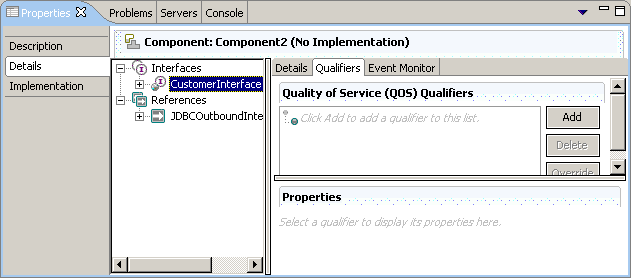 Properties Problems Servers Console
Component: Component2 (No Implementation)
Description
Details
Implementation
Interfaces
CustomerInterface
References
JDBCOutboundInte
Details Qualifiers Event Monitor
Quality of Service (QOS) Qualifiers
Click Add to add a qualifier to this list.
Add
Delete
Override
Properties
Select a qualifier to display its properties here.